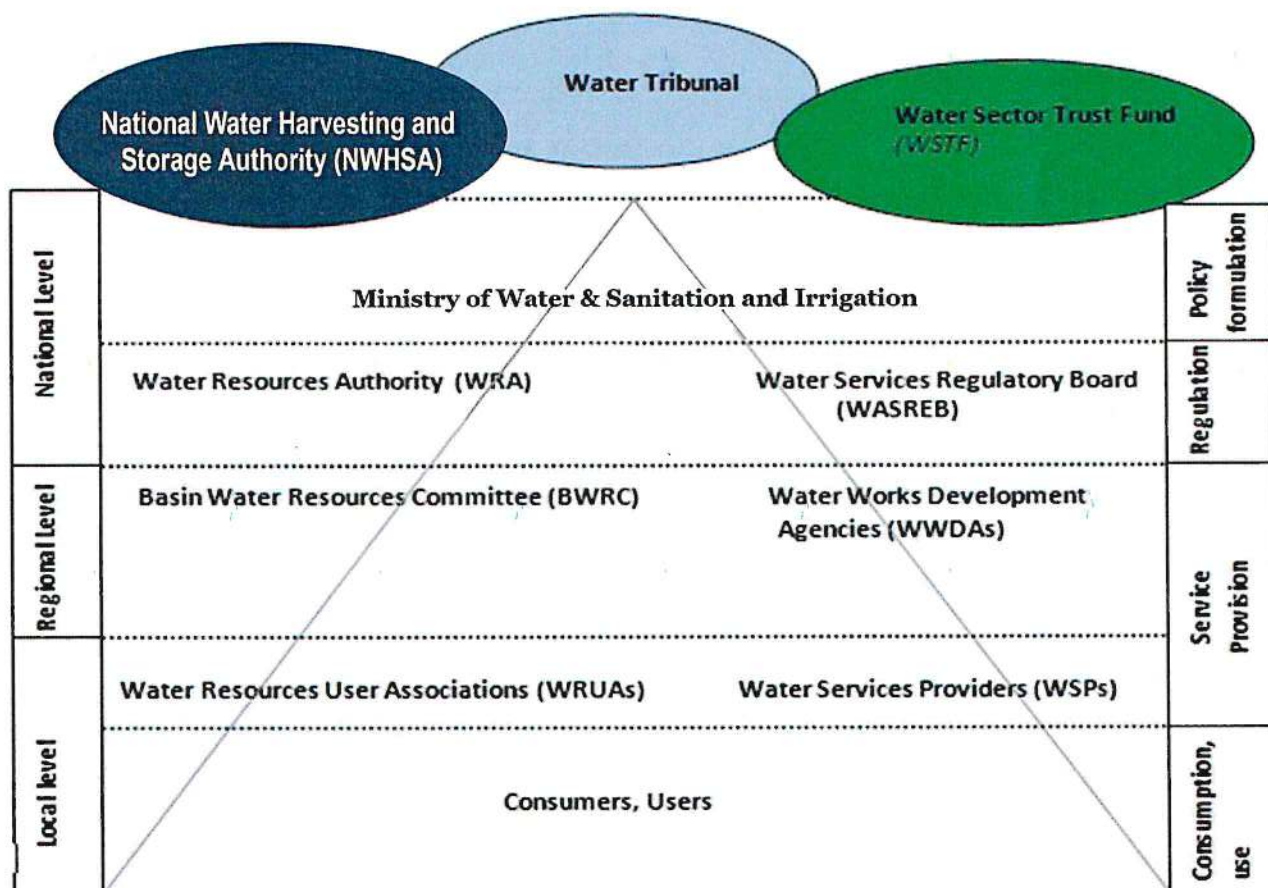 Water Tribunal
National Water Harvesting and
Storage Authority (NWHSA)
Water Sector Trust Fund
(WSTF)
National Level
Policy
formulation
Ministry of Water & Sanitation and Irrigation
Water Resources Authority (WRA)
Water Services Regulatory Board
(WASREB)
Regulation
Regional Level
Basin Water Resources Committee (BWRC)
Water Works Development
Agencies (WWDAs)
Service
Provision
Water Resources User Associations (WRUAs)
Water Services Providers (WSPs)
Local level
Consumers, Users
Consumption,
use